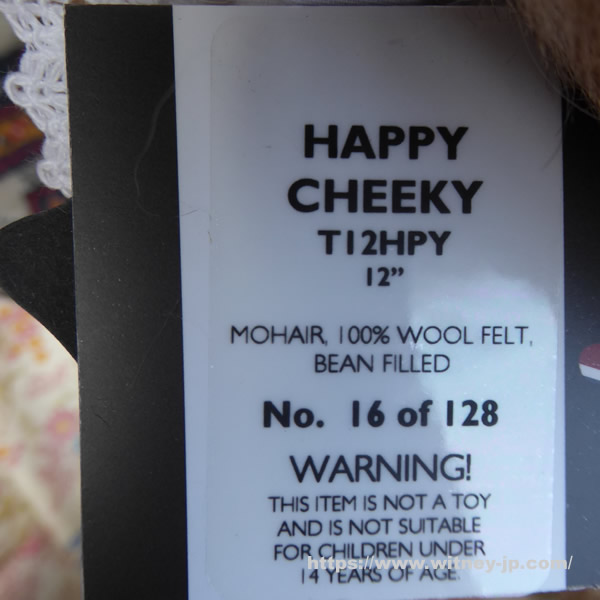 HAPPY
CHEEKY
T12HPY
12”
MOHAIR, 100% WOOL FELT,
BEAN FILLED
No. 16 of 128
WARNING!
THIS ITEM IS NOT A TOY
AND IS NOT SUITABLE
FOR CHILDREN UNDER
14 YEARS OF AGE.
https://www.witney-jp.com/